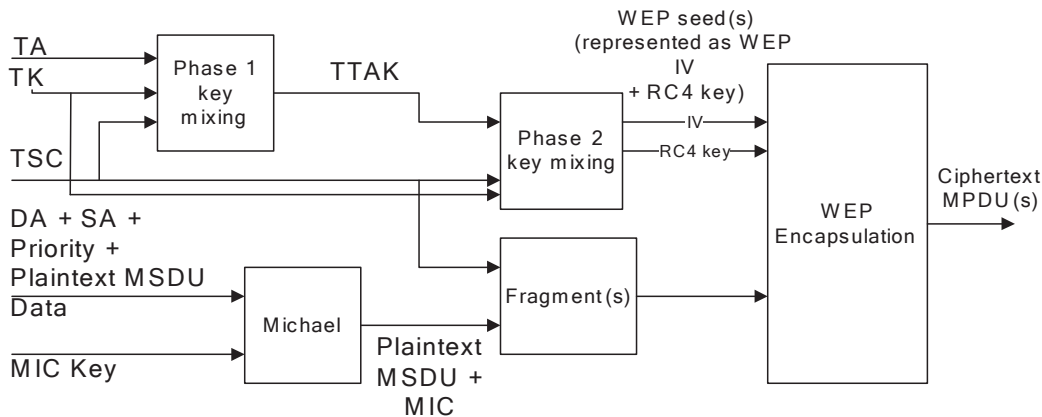 TA
TK
TSC
Phase 1
key
mixing
TTAK
WEP seed(s)
(represented as WEP
IV
+ RC4 key)
Phase 2
key mixing
IV
RC4 key
WEP
Encapsulation
Ciphertext
MPDU(s)
DA + SA +
Priority +
Plaintext MSDU
Data
MIC Key
Michael
Plaintext
MSDU +
MIC
Fragment(s)